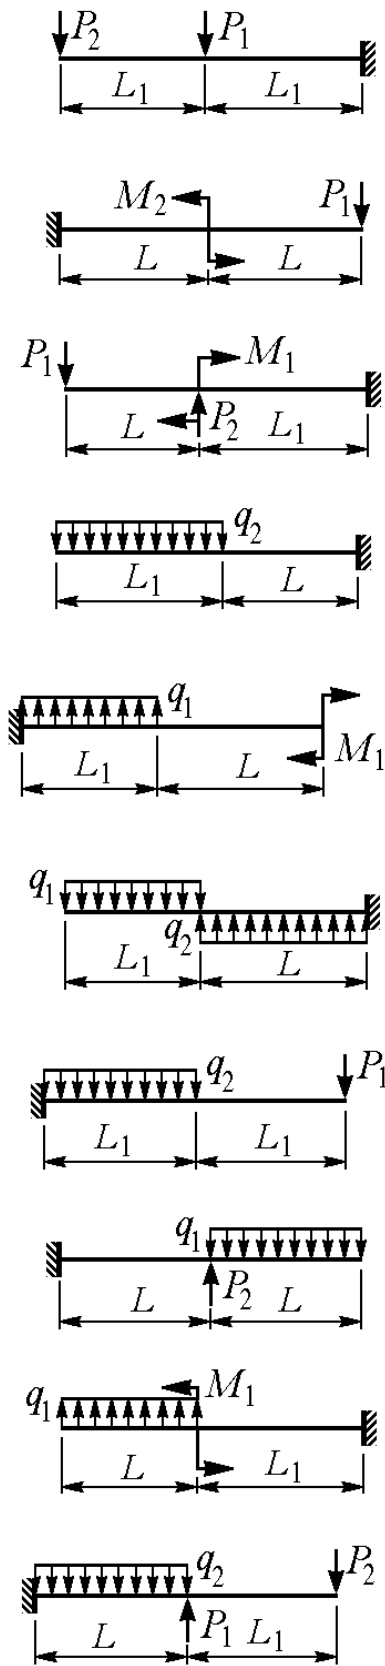 P₂ P₁
L₁ L₁
M₂ P₁
L L
P₁ M₁
P₂
L L₁
q₂
L₁ L
q₁
M₁
L₁ L
q₁
q₂
L₁ L
q₂ P₁
L₁ L₁
q₁
P₂
L L
M₁
q₁
L L₁
q₂ P₂
P₁
L L₁